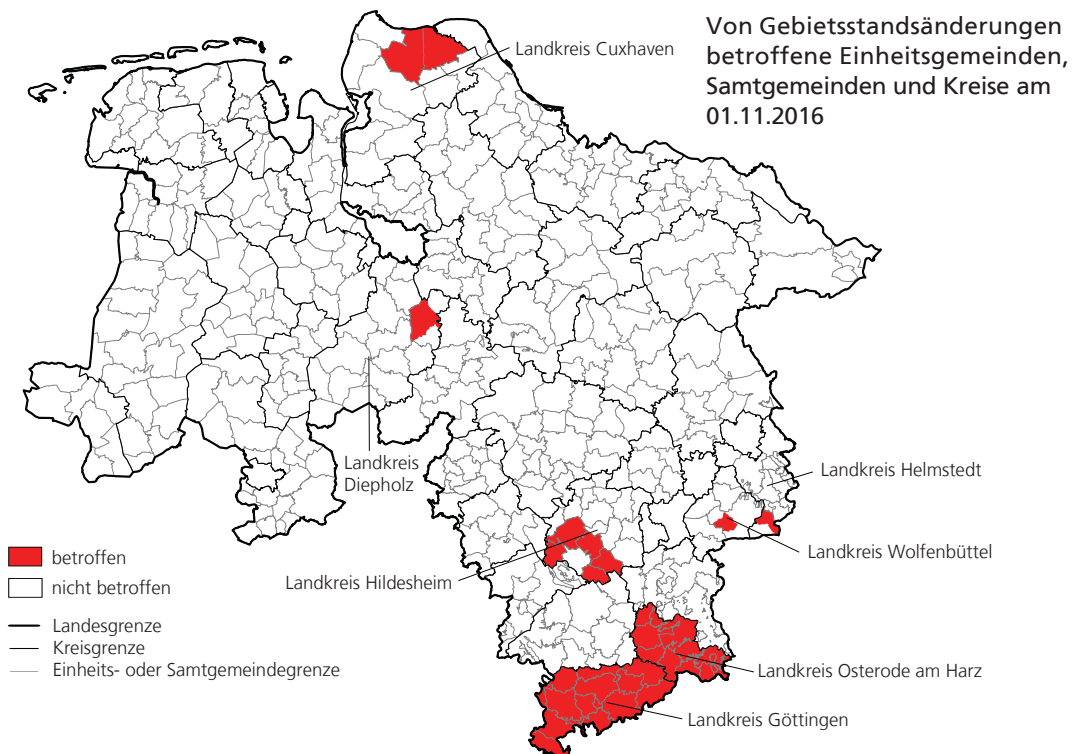 Von Gebietsstandsänderungen
betroffene Einheitsgemeinden,
Samtgemeinden und Kreise am
01.11.2016
Landkreis Cuxhaven
Landkreis
Diepholz
Landkreis Helmstedt
Landkreis Wolfenbüttel
Landkreis Hildesheim
Landkreis Osterode am Harz
Landkreis Göttingen
betroffen
nicht betroffen
Landesgrenze
Kreisgrenze
Einheits- oder Samtgemeindegrenze